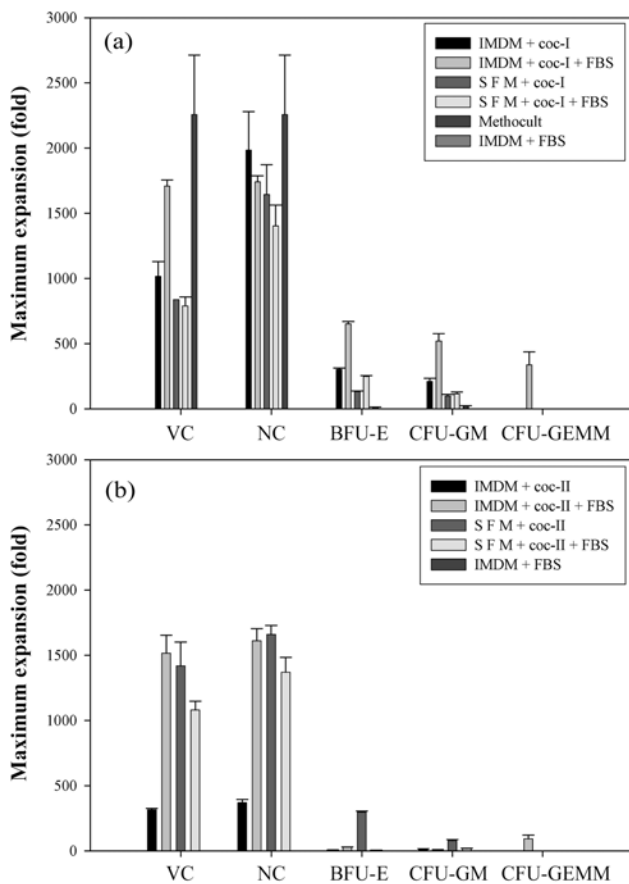 (a)
IMDM + coc-I
IMDM + coc-I + FBS
S F M + coc-I
S F M + coc-I + FBS
Methocult
IMDM + FBS
Maximum expansion (fold)
3000
2500
2000
1500
1000
500
0
VC NC BFU-E CFU-GM CFU-GEMM
(b)
IMDM + coc-II
IMDM + coc-II + FBS
S F M + coc-II
S F M + coc-II + FBS
IMDM + FBS
Maximum expansion (fold)
3000
2500
2000
1500
1000
500
0
VC NC BFU-E CFU-GM CFU-GEMM